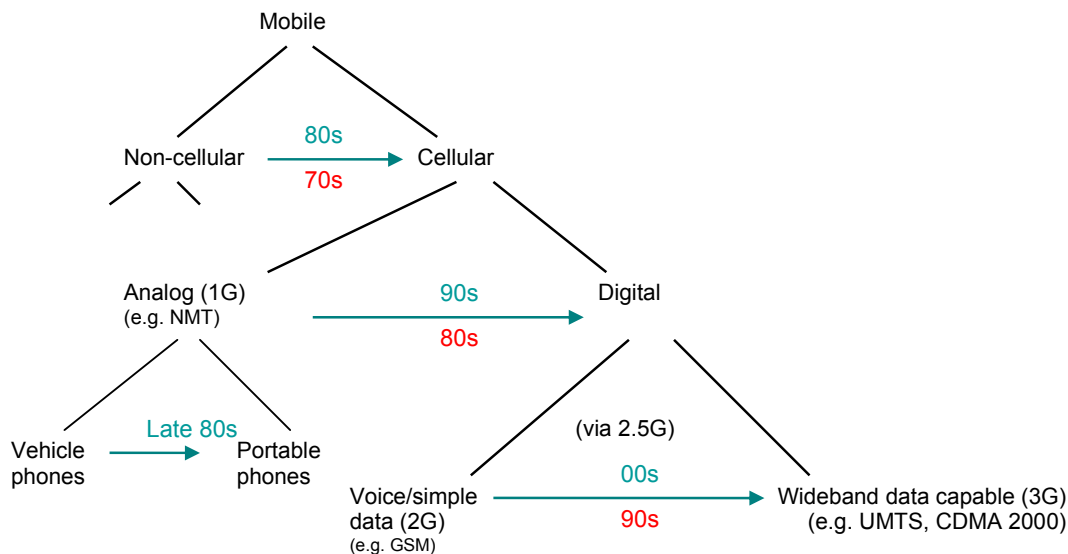 Mobile
80s
Non-cellular
Cellular
70s
Analog (1G)
(e.g. NMT)
90s
Digital
80s
Late 80s
Vehicle
phones
Portable
phones
(via 2.5G)
00s
Voice/simple
data (2G)
(e.g. GSM)
90s
Wideband data capable (3G)
(e.g. UMTS, CDMA 2000)